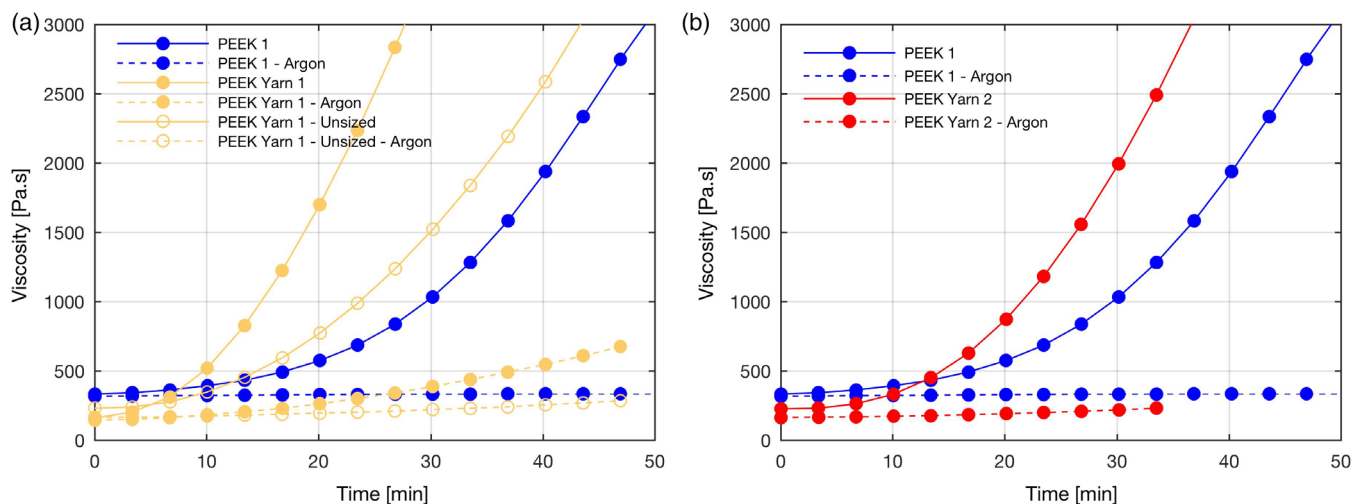 (a)
3000
2500
2000
1500
1000
500
0
Viscosity [Pa.s]
PEEK 1
PEEK 1 - Argon
PEEK Yarn 1
PEEK Yarn 1 - Argon
PEEK Yarn 1 - Unsized
PEEK Yarn 1 - Unsized - Argon
0 10 20 30 40 50
Time [min]
(b)
3000
2500
2000
1500
1000
500
0
Viscosity [Pa.s]
PEEK 1
PEEK 1 - Argon
PEEK Yarn 2
PEEK Yarn 2 - Argon
0 10 20 30 40 50
Time [min]